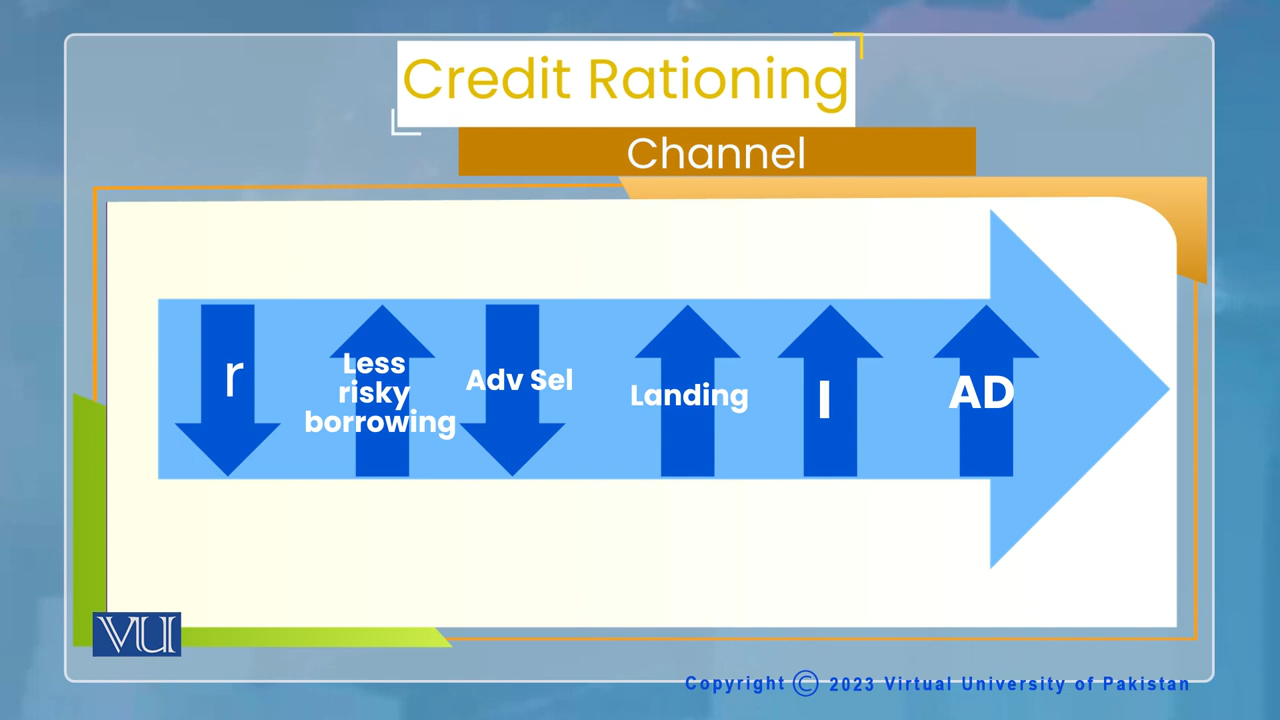 Credit Rationing
Channel
r
Less
risky
borrowing
Adv Sel
Landing
I
AD
VU
Copyright © 2023 Virtual University of Pakistan